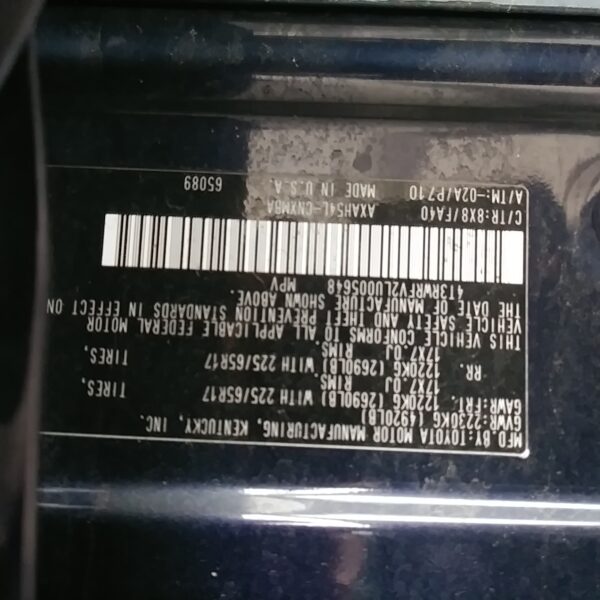 MFD.BY:TOYOTA MOTOR MANUFACTURING, KENTUCKY, INC.
GVWR:2230KG (4920LB)
GAWR:FRT. 1220KG (2690LB) WITH 225/65R17 TIRES,
17X7.0J RIMS
RR. 1220KG (2690LB) WITH 225/65R17 TIRES,
17X7.0J RIMS
THIS VEHICLE CONFORMS TO ALL APPLICABLE FEDERAL MOTOR
VEHICLE SAFETY AND THEFT PREVENTION STANDARDS IN EFFECT ON
THE DATE OF MANUFACTURE SHOWN ABOVE.
4T3RWRFV2LU005648 MPV
C/TR:8X8/FA40 AXAH54L-CNXMBA
A/TM:-02A/P710 MADE IN U.S.A. 65089